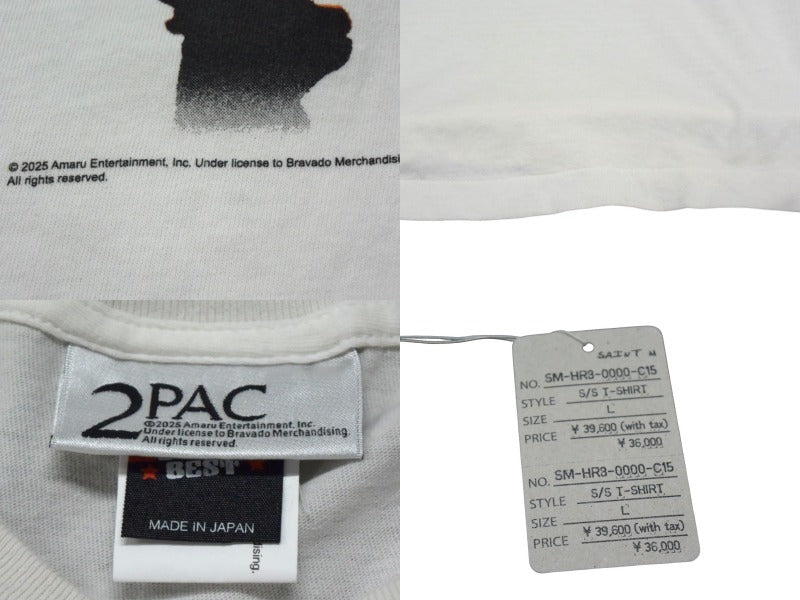 © 2025 Amaru Entertainment, Inc. Under license to Bravado Merchandisi
All rights reserved.
2PAC
©2025 Amaru Entertainment, Inc.
Under license to Bravado Merchandising.
All rights reserved.
BEST
MADE IN JAPAN
ising.
SAINT M
NO. SM-HR3-0000-C15
STYLE S/S T-SHIRT
SIZE L
PRICE ¥ 39,600 (with tax)
¥ 36,000
NO. SM-HR3-0000-C15
STYLE S/S T-SHIRT
SIZE L
PRICE ¥ 39,600 (with tax)
¥ 36,000